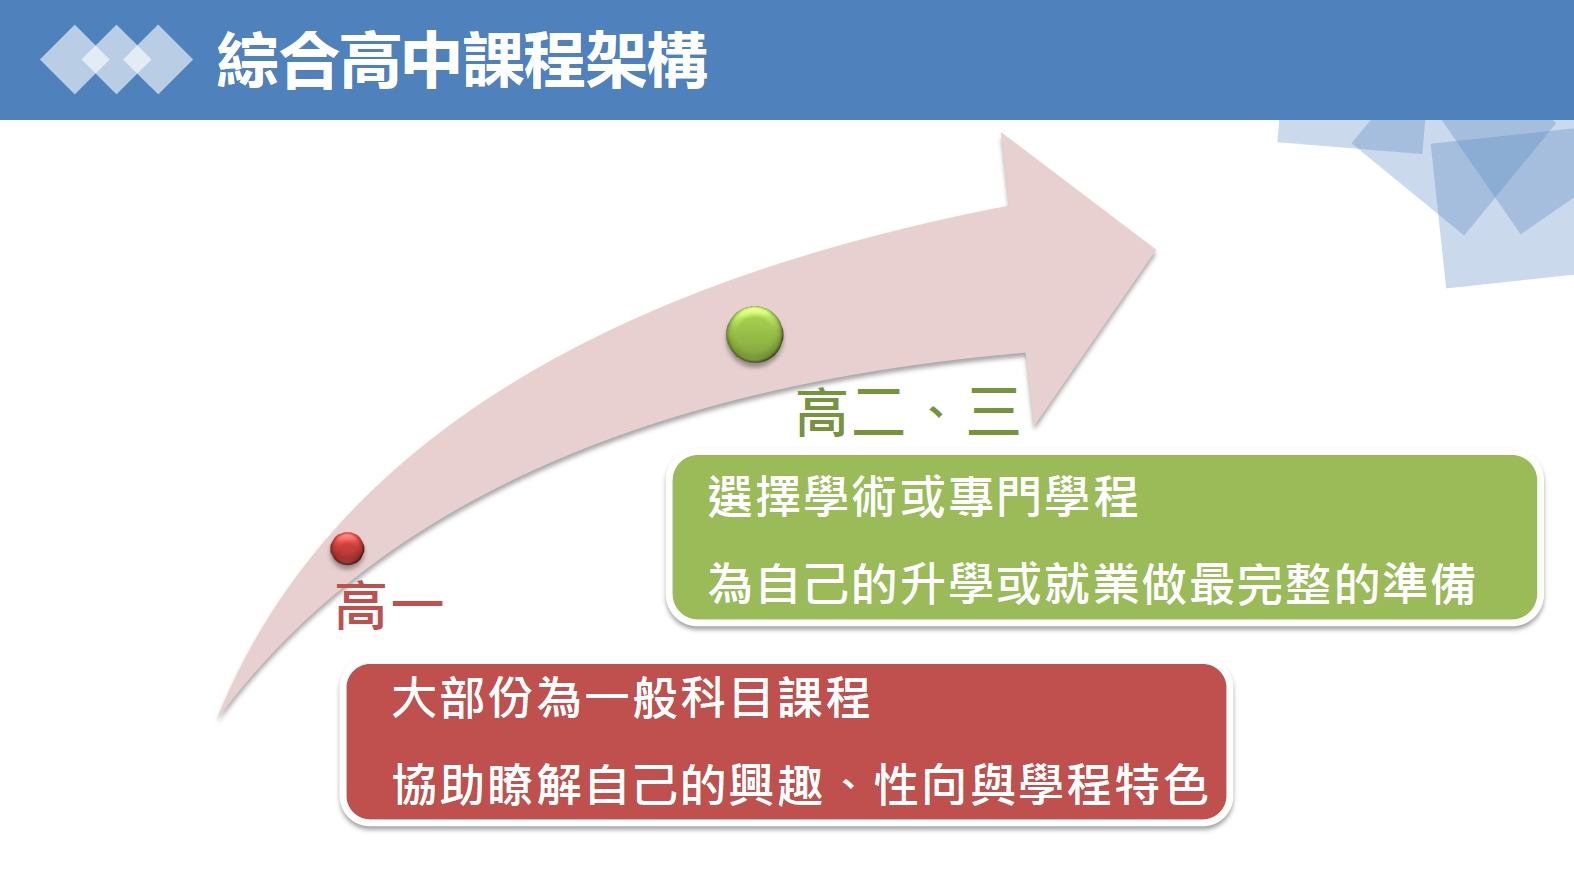 綜合高中課程架構
高二、三
選擇學術或專門學程
為自己的升學或就業做最完整的準備
高一
大部份為一般科目課程
協助瞭解自己的興趣、性向與學程特色